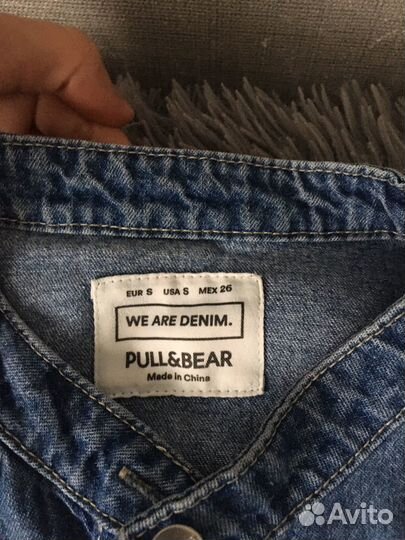 EUR S USA S MEX 26
WE ARE DENIM.
PULL&BEAR
Made in China
Avito